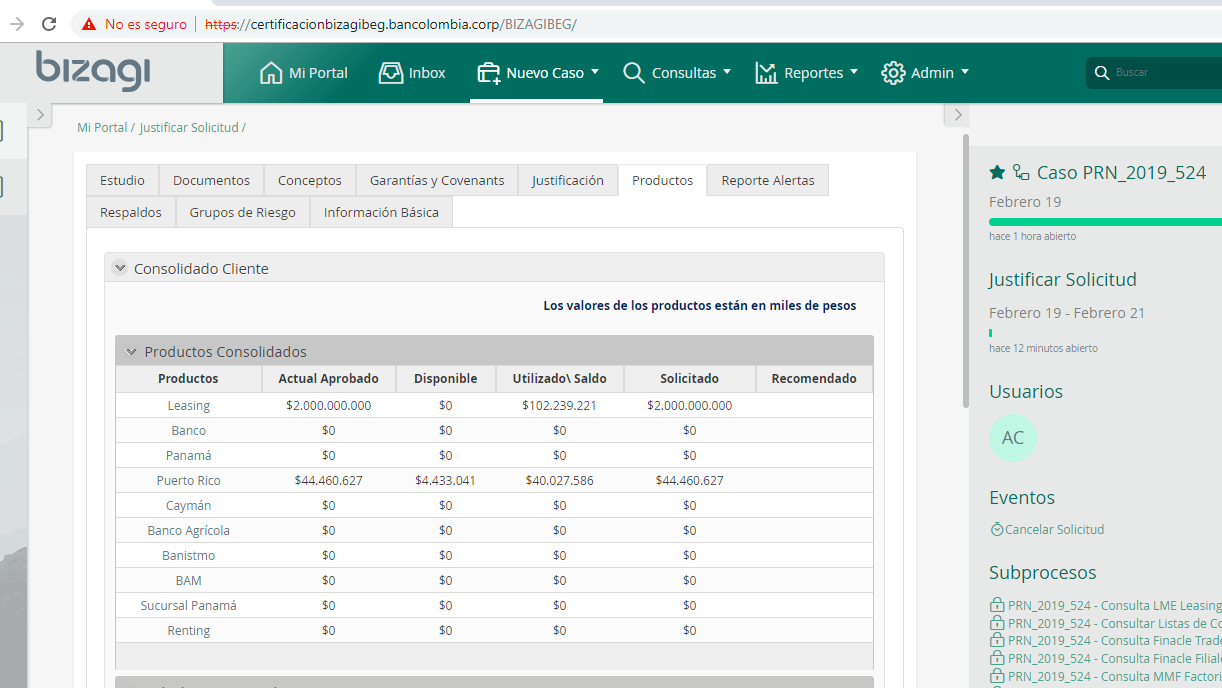 No es seguro | https://certificacionbizagibeg.bancolombia.corp/BIZAGIBEG/
bizagi
Mi Portal Inbox Nuevo Caso Consultas Reportes Admin Buscar
Mi Portal / Justificar Solicitud /
Estudio Documentos Conceptos Garantías y Covenants Justificación Productos Reporte Alertas
Respaldos Grupos de Riesgo Información Básica
Consolidado Cliente
Los valores de los productos están en miles de pesos
Productos Consolidados
Productos Actual Aprobado Disponible Utilizado\ Saldo Solicitado Recomendado
Leasing $2.000.000.000 $0 $102.239.221 $2.000.000.000
Banco $0 $0 $0 $0
Panamá $0 $0 $0 $0
Puerto Rico $44.460.627 $4.433.041 $40.027.586 $44.460.627
Caymán $0 $0 $0 $0
Banco Agrícola $0 $0 $0 $0
Banistmo $0 $0 $0 $0
BAM $0 $0 $0 $0
Sucursal Panamá $0 $0 $0 $0
Renting $0 $0 $0 $0
Caso PRN_2019_524
Febrero 19
hace 1 hora abierto
Justificar Solicitud
Febrero 19 - Febrero 21
hace 12 minutos abierto
Usuarios
AC
Eventos
Cancelar Solicitud
Subprocesos
PRN_2019_524 - Consulta LME Leasing
PRN_2019_524 - Consultar Listas de Co
PRN_2019_524 - Consulta Finacle Trade
PRN_2019_524 - Consulta Finacle Filiale
PRN_2019_524 - Consulta MMF Factori